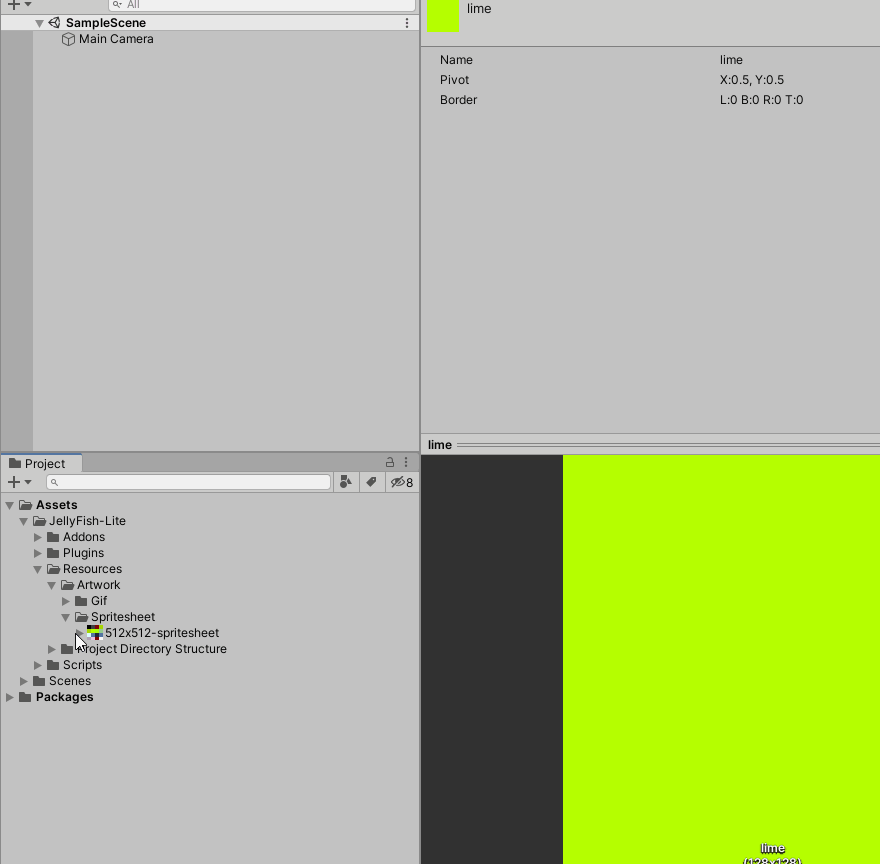 All
SampleScene
Main Camera
lime
Name lime
Pivot X:0.5, Y:0.5
Border L:0 B:0 R:0 T:0
lime
Project
8
Assets
JellyFish-Lite
Addons
Plugins
Resources
Artwork
Gif
Spritesheet
512x512-spritesheet
Project Directory Structure
Scripts
Scenes
Packages
lime
(128x128)